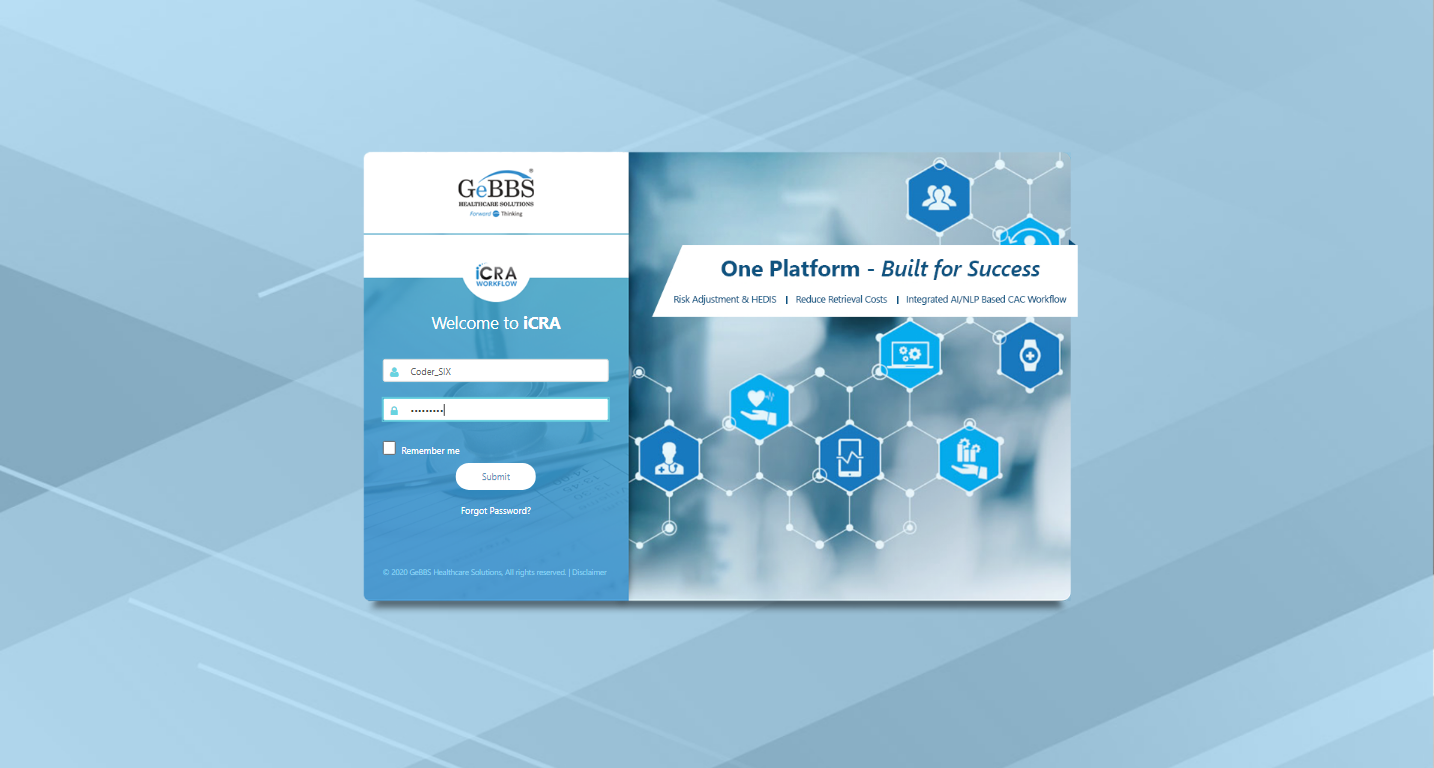 GeBBS®
HEALTHCARE SOLUTIONS
Forward Thinking
iCRA
WORKFLOW
Welcome to iCRA
Coder_SIX
•••••••••
Remember me
Submit
Forgot Password?
© 2020 GeBBS Healthcare Solutions, All rights reserved. | Disclaimer
One Platform - Built for Success
Risk Adjustment & HEDIS | Reduce Retrieval Costs | Integrated AI/NLP Based CAC Workflow